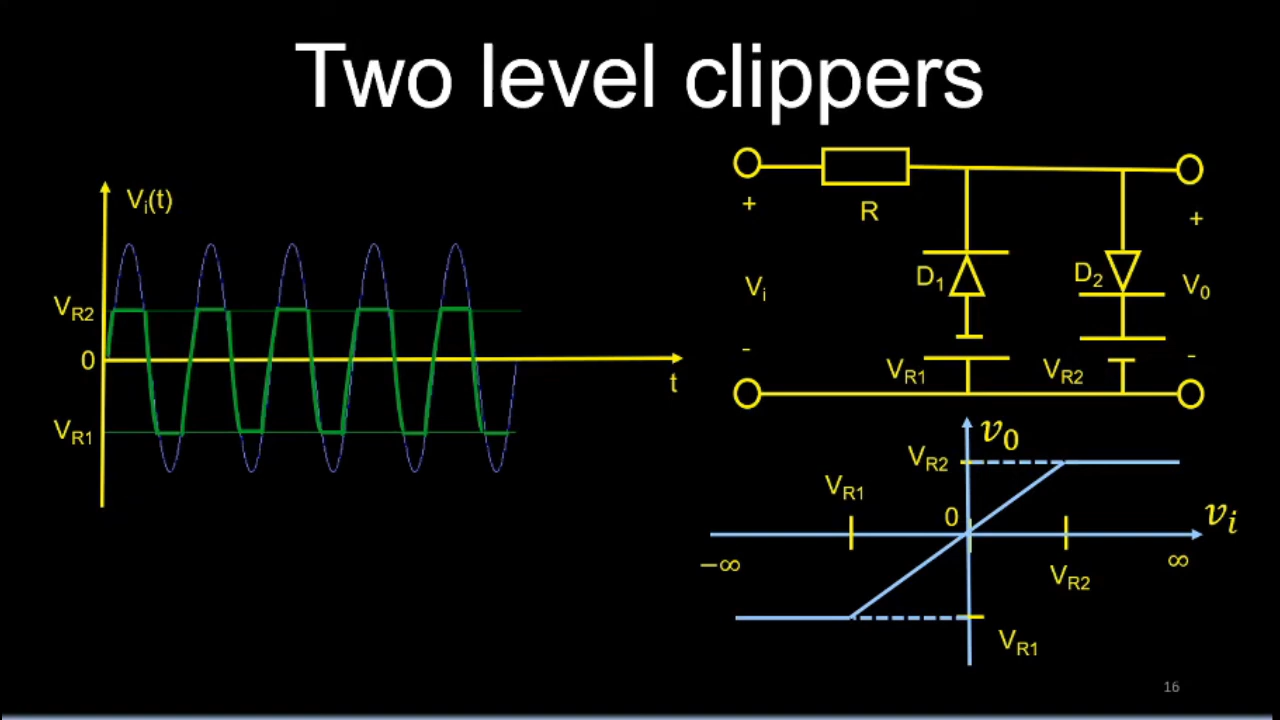 Two level clippers
Vi(t)
VR2
0
VR1
t
R
+
Vi
-
D1
VR1
D2
VR2
+
V0
-
v0
VR2
VR1
0
vi
−∞
VR2
∞
VR1
16